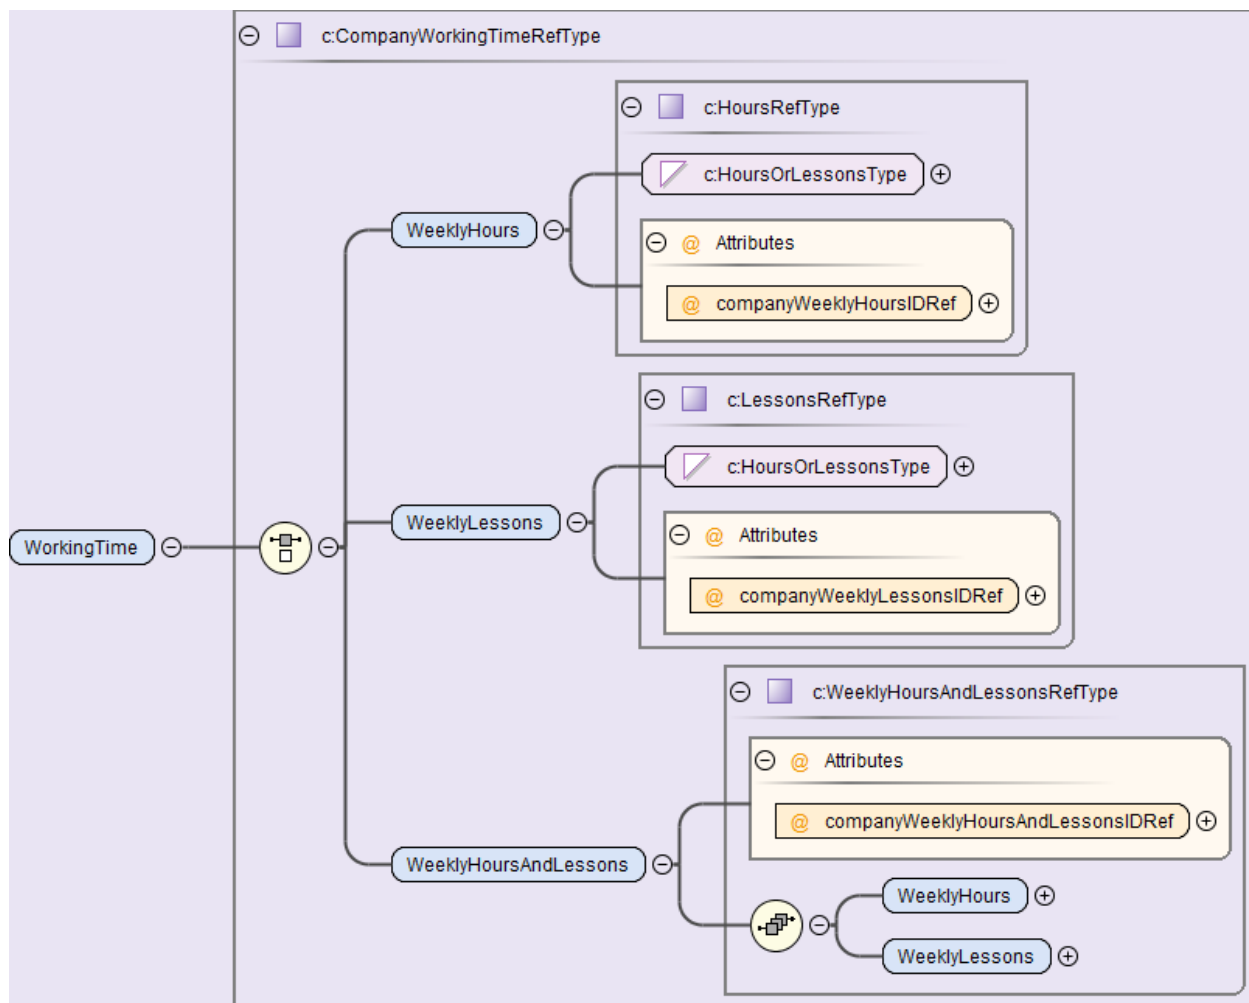 c:CompanyWorkingTimeRefType
c:HoursRefType
c:HoursOrLessonsType
WeeklyHours
@ Attributes
@ companyWeeklyHoursIDRef
c:LessonsRefType
c:HoursOrLessonsType
WeeklyLessons
@ Attributes
WorkingTime
@ companyWeeklyLessonsIDRef
c:WeeklyHoursAndLessonsRefType
@ Attributes
@ companyWeeklyHoursAndLessonsIDRef
WeeklyHoursAndLessons
WeeklyHours
WeeklyLessons